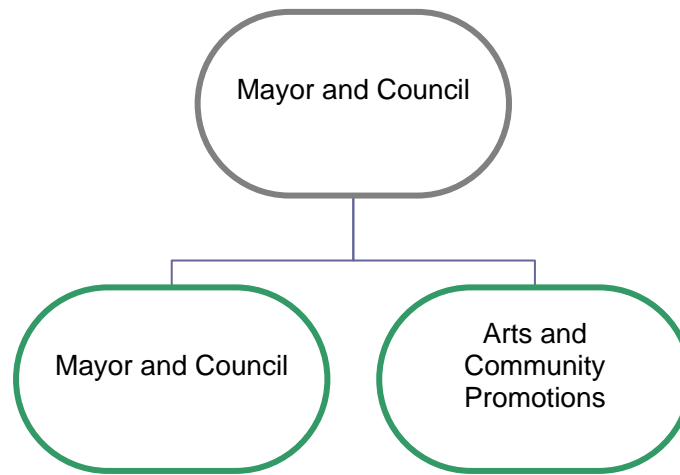 Mayor and Council
Mayor and Council
Arts and
Community
Promotions